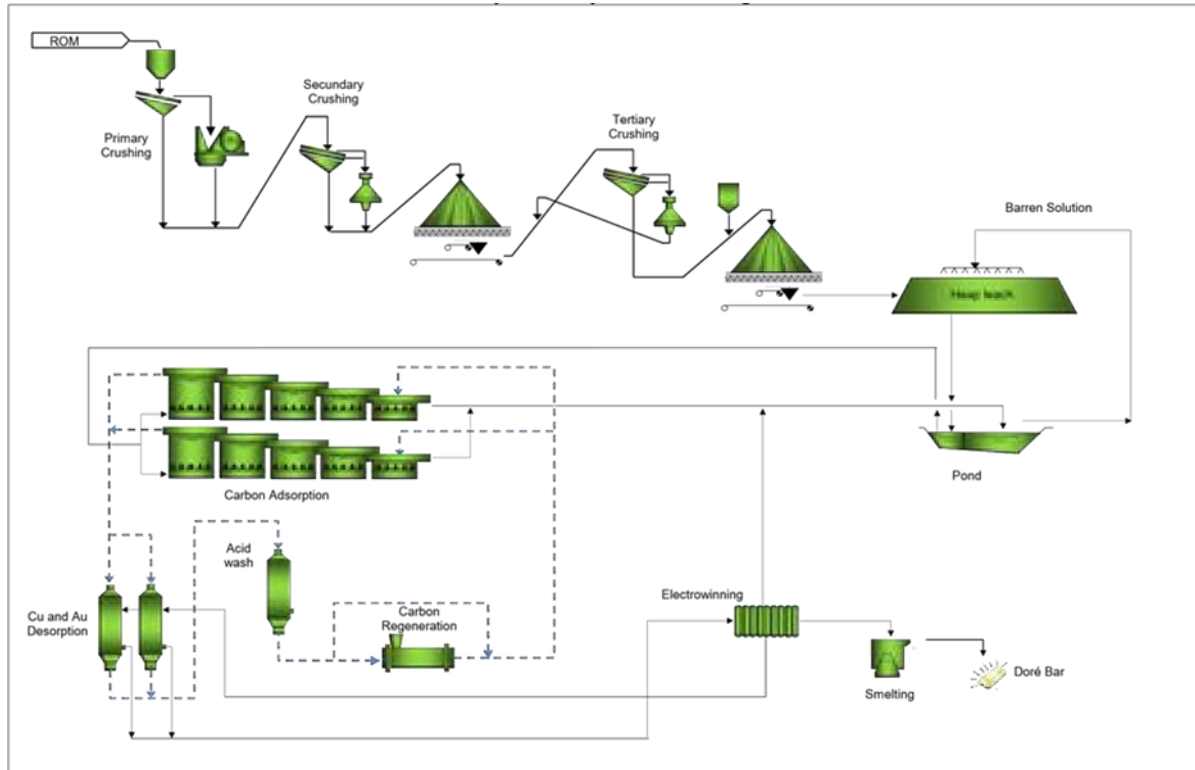 ROM
Secundary
Crushing
Primary
Crushing
Tertiary
Crushing
Barren Solution
Heap leach
Carbon Adsorption
Pond
Acid
wash
Cu and Au
Desorption
Carbon
Regeneration
Electrowinning
Smelting
Doré Bar